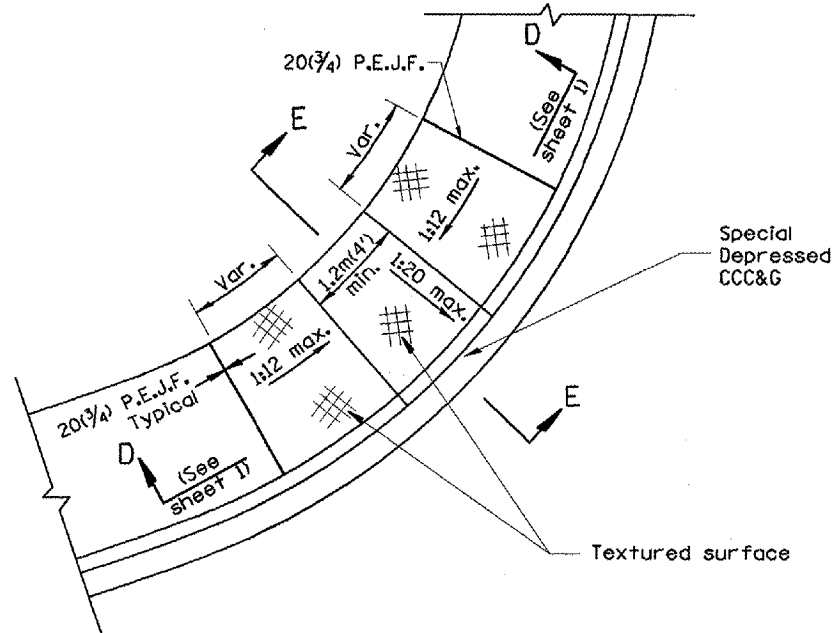 D
20(3/4) P.E.J.F.
(See
sheet 1)
E
Var.
1:12 max.
Special
Depressed
CCC&G
Var.
1.2m(4')
min.
1:20 max.
1:12 max.
20(3/4) P.E.J.F.
Typical
E
D
(See
sheet 1)
Textured surface